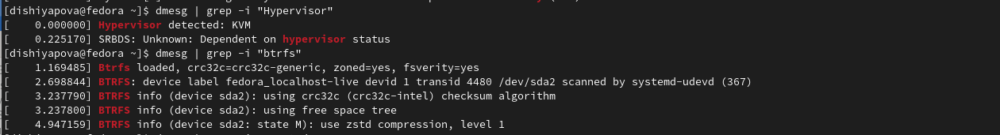 [dishiyapova@fedora ~]$ dmesg | grep -i "Hypervisor"
[    0.000000] Hypervisor detected: KVM
[    0.225170] SRBDS: Unknown: Dependent on hypervisor status
[dishiyapova@fedora ~]$ dmesg | grep -i "btrfs"
[    1.169485] Btrfs loaded, crc32c=crc32c-generic, zoned=yes, fsverity=yes
[    2.698844] BTRFS: device label fedora_localhost-live devid 1 transid 4480 /dev/sda2 scanned by systemd-udevd (367)
[    3.237790] BTRFS info (device sda2): using crc32c (crc32c-intel) checksum algorithm
[    3.237800] BTRFS info (device sda2): using free space tree
[    4.947159] BTRFS info (device sda2: state M): use zstd compression, level 1